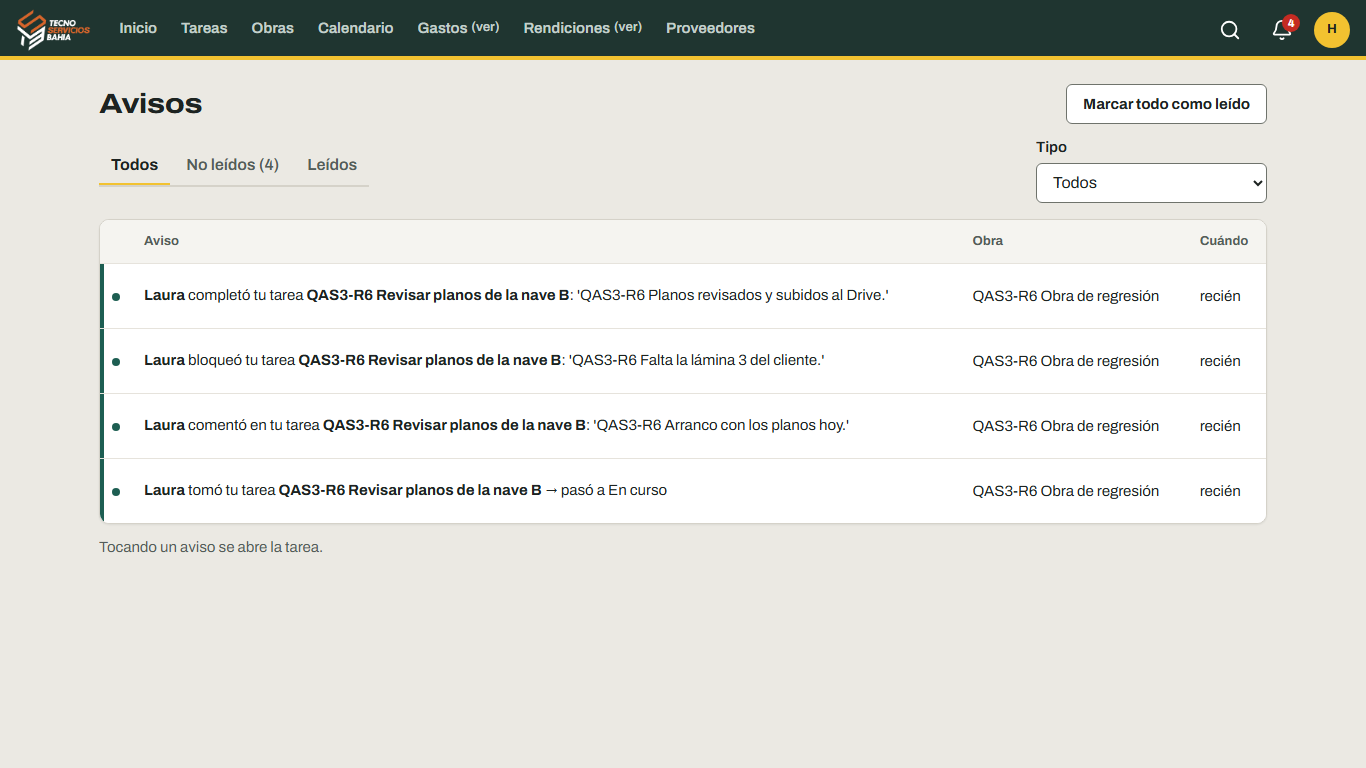 TECNO
SERVICIOS
BAHIA
Inicio Tareas Obras Calendario Gastos (ver) Rendiciones (ver) Proveedores
4
H
Avisos
Marcar todo como leído
Todos No leídos (4) Leídos
Tipo
Todos
Aviso Obra Cuándo
Laura completó tu tarea QAS3-R6 Revisar planos de la nave B: 'QAS3-R6 Planos revisados y subidos al Drive.' QAS3-R6 Obra de regresión recién
Laura bloqueó tu tarea QAS3-R6 Revisar planos de la nave B: 'QAS3-R6 Falta la lámina 3 del cliente.' QAS3-R6 Obra de regresión recién
Laura comentó en tu tarea QAS3-R6 Revisar planos de la nave B: 'QAS3-R6 Arranco con los planos hoy.' QAS3-R6 Obra de regresión recién
Laura tomó tu tarea QAS3-R6 Revisar planos de la nave B → pasó a En curso QAS3-R6 Obra de regresión recién
Tocando un aviso se abre la tarea.